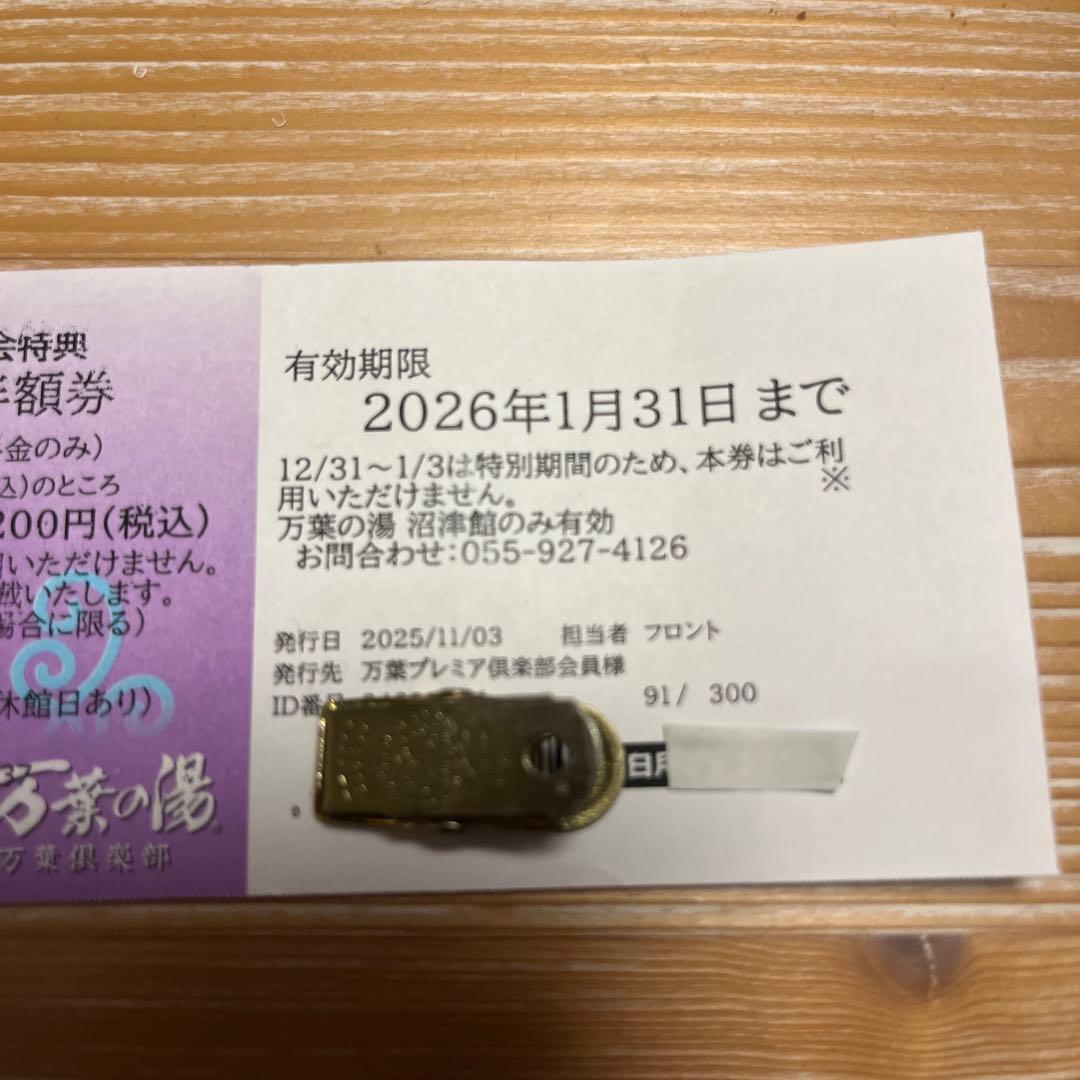 会特典
半額券
金のみ)
込)のところ
200円(税込)
用いただけません。
戴いたします。
場合に限る)
休館日あり)
万葉の湯
万葉倶楽部
有効期限
2026年1月31日 まで
12/31～1/3は特別期間のため、本券はご利
用いただけません。 ※
万葉の湯 沼津館のみ有効
お問合わせ:055-927-4126
発行日 2025/11/03 担当者 フロント
発行先 万葉プレミア倶楽部会員様
ID番号
91/ 300